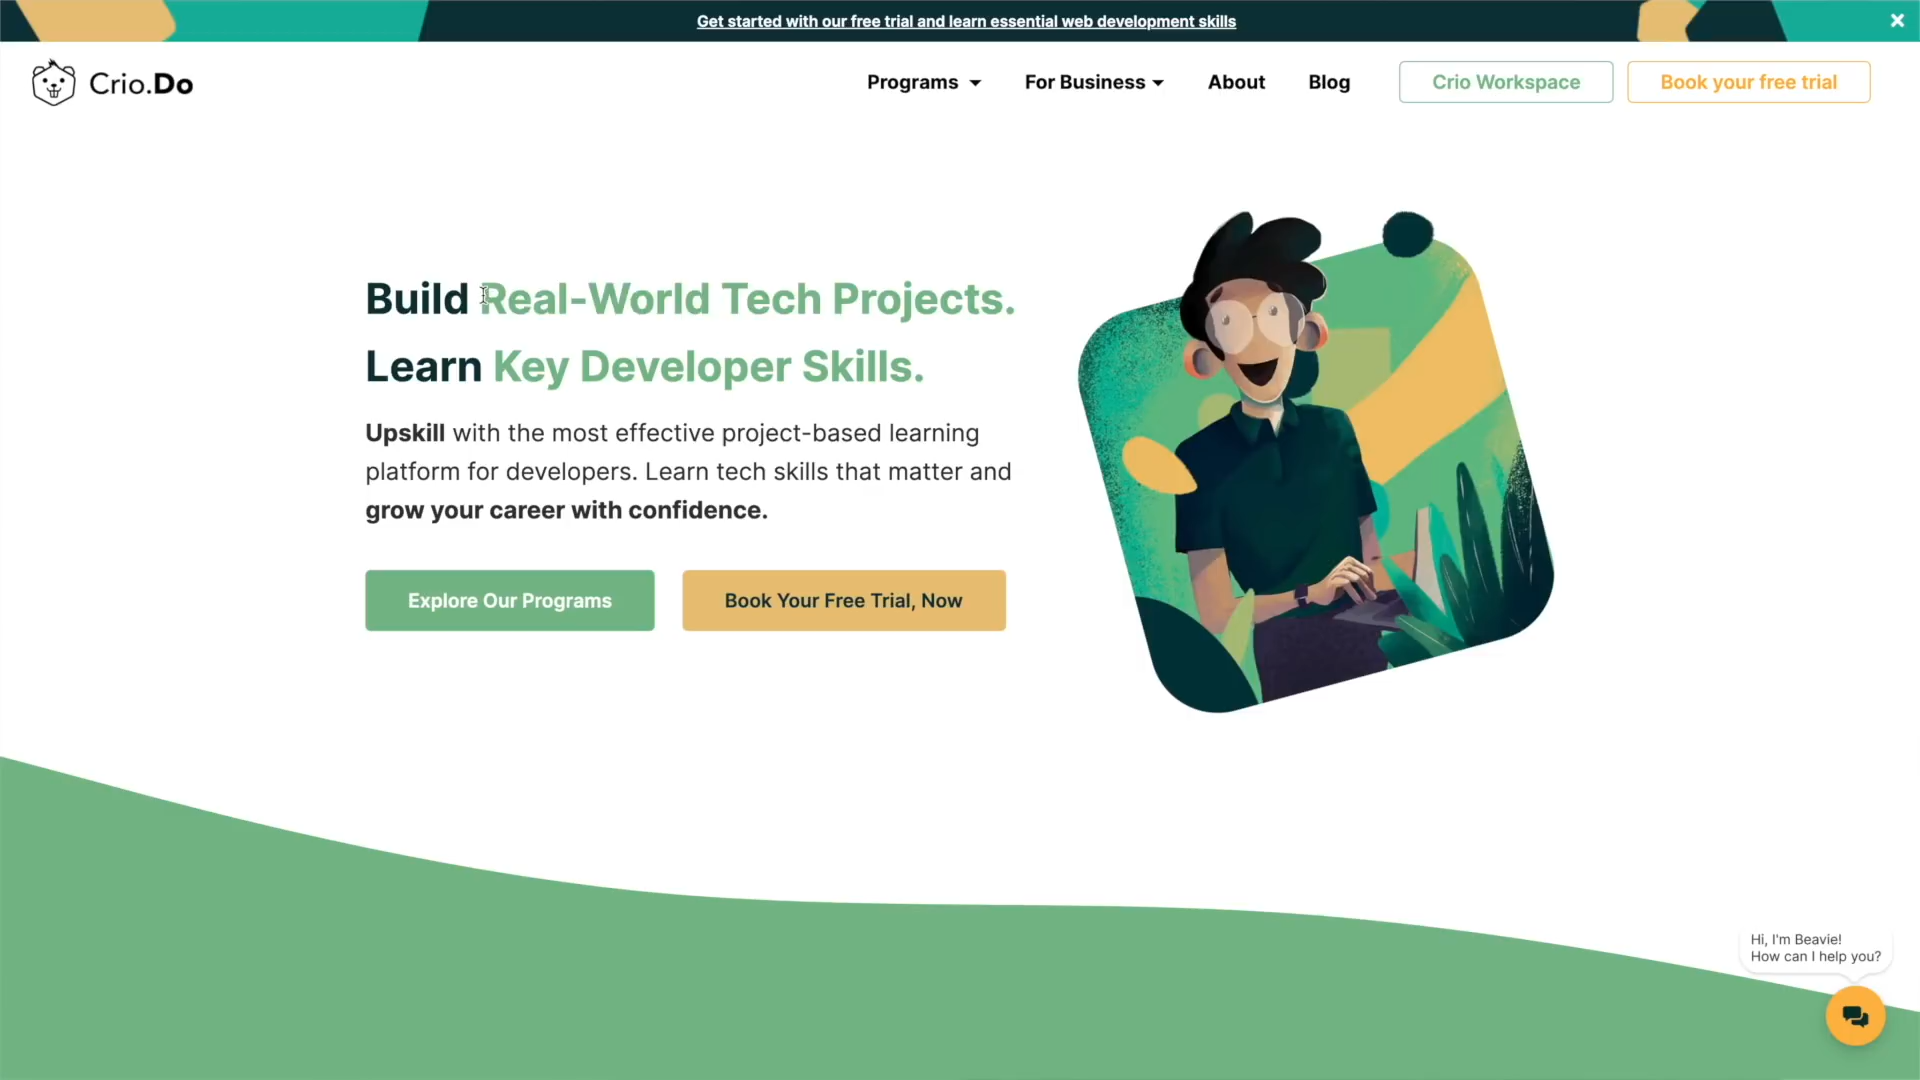 Get started with our free trial and learn essential web development skills
Crio.Do
Programs
For Business
About
Blog
Crio Workspace
Book your free trial
Build Real-World Tech Projects.
Learn Key Developer Skills.
Upskill with the most effective project-based learning
platform for developers. Learn tech skills that matter and
grow your career with confidence.
Explore Our Programs
Book Your Free Trial, Now
Hi, I'm Beavie!
How can I help you?